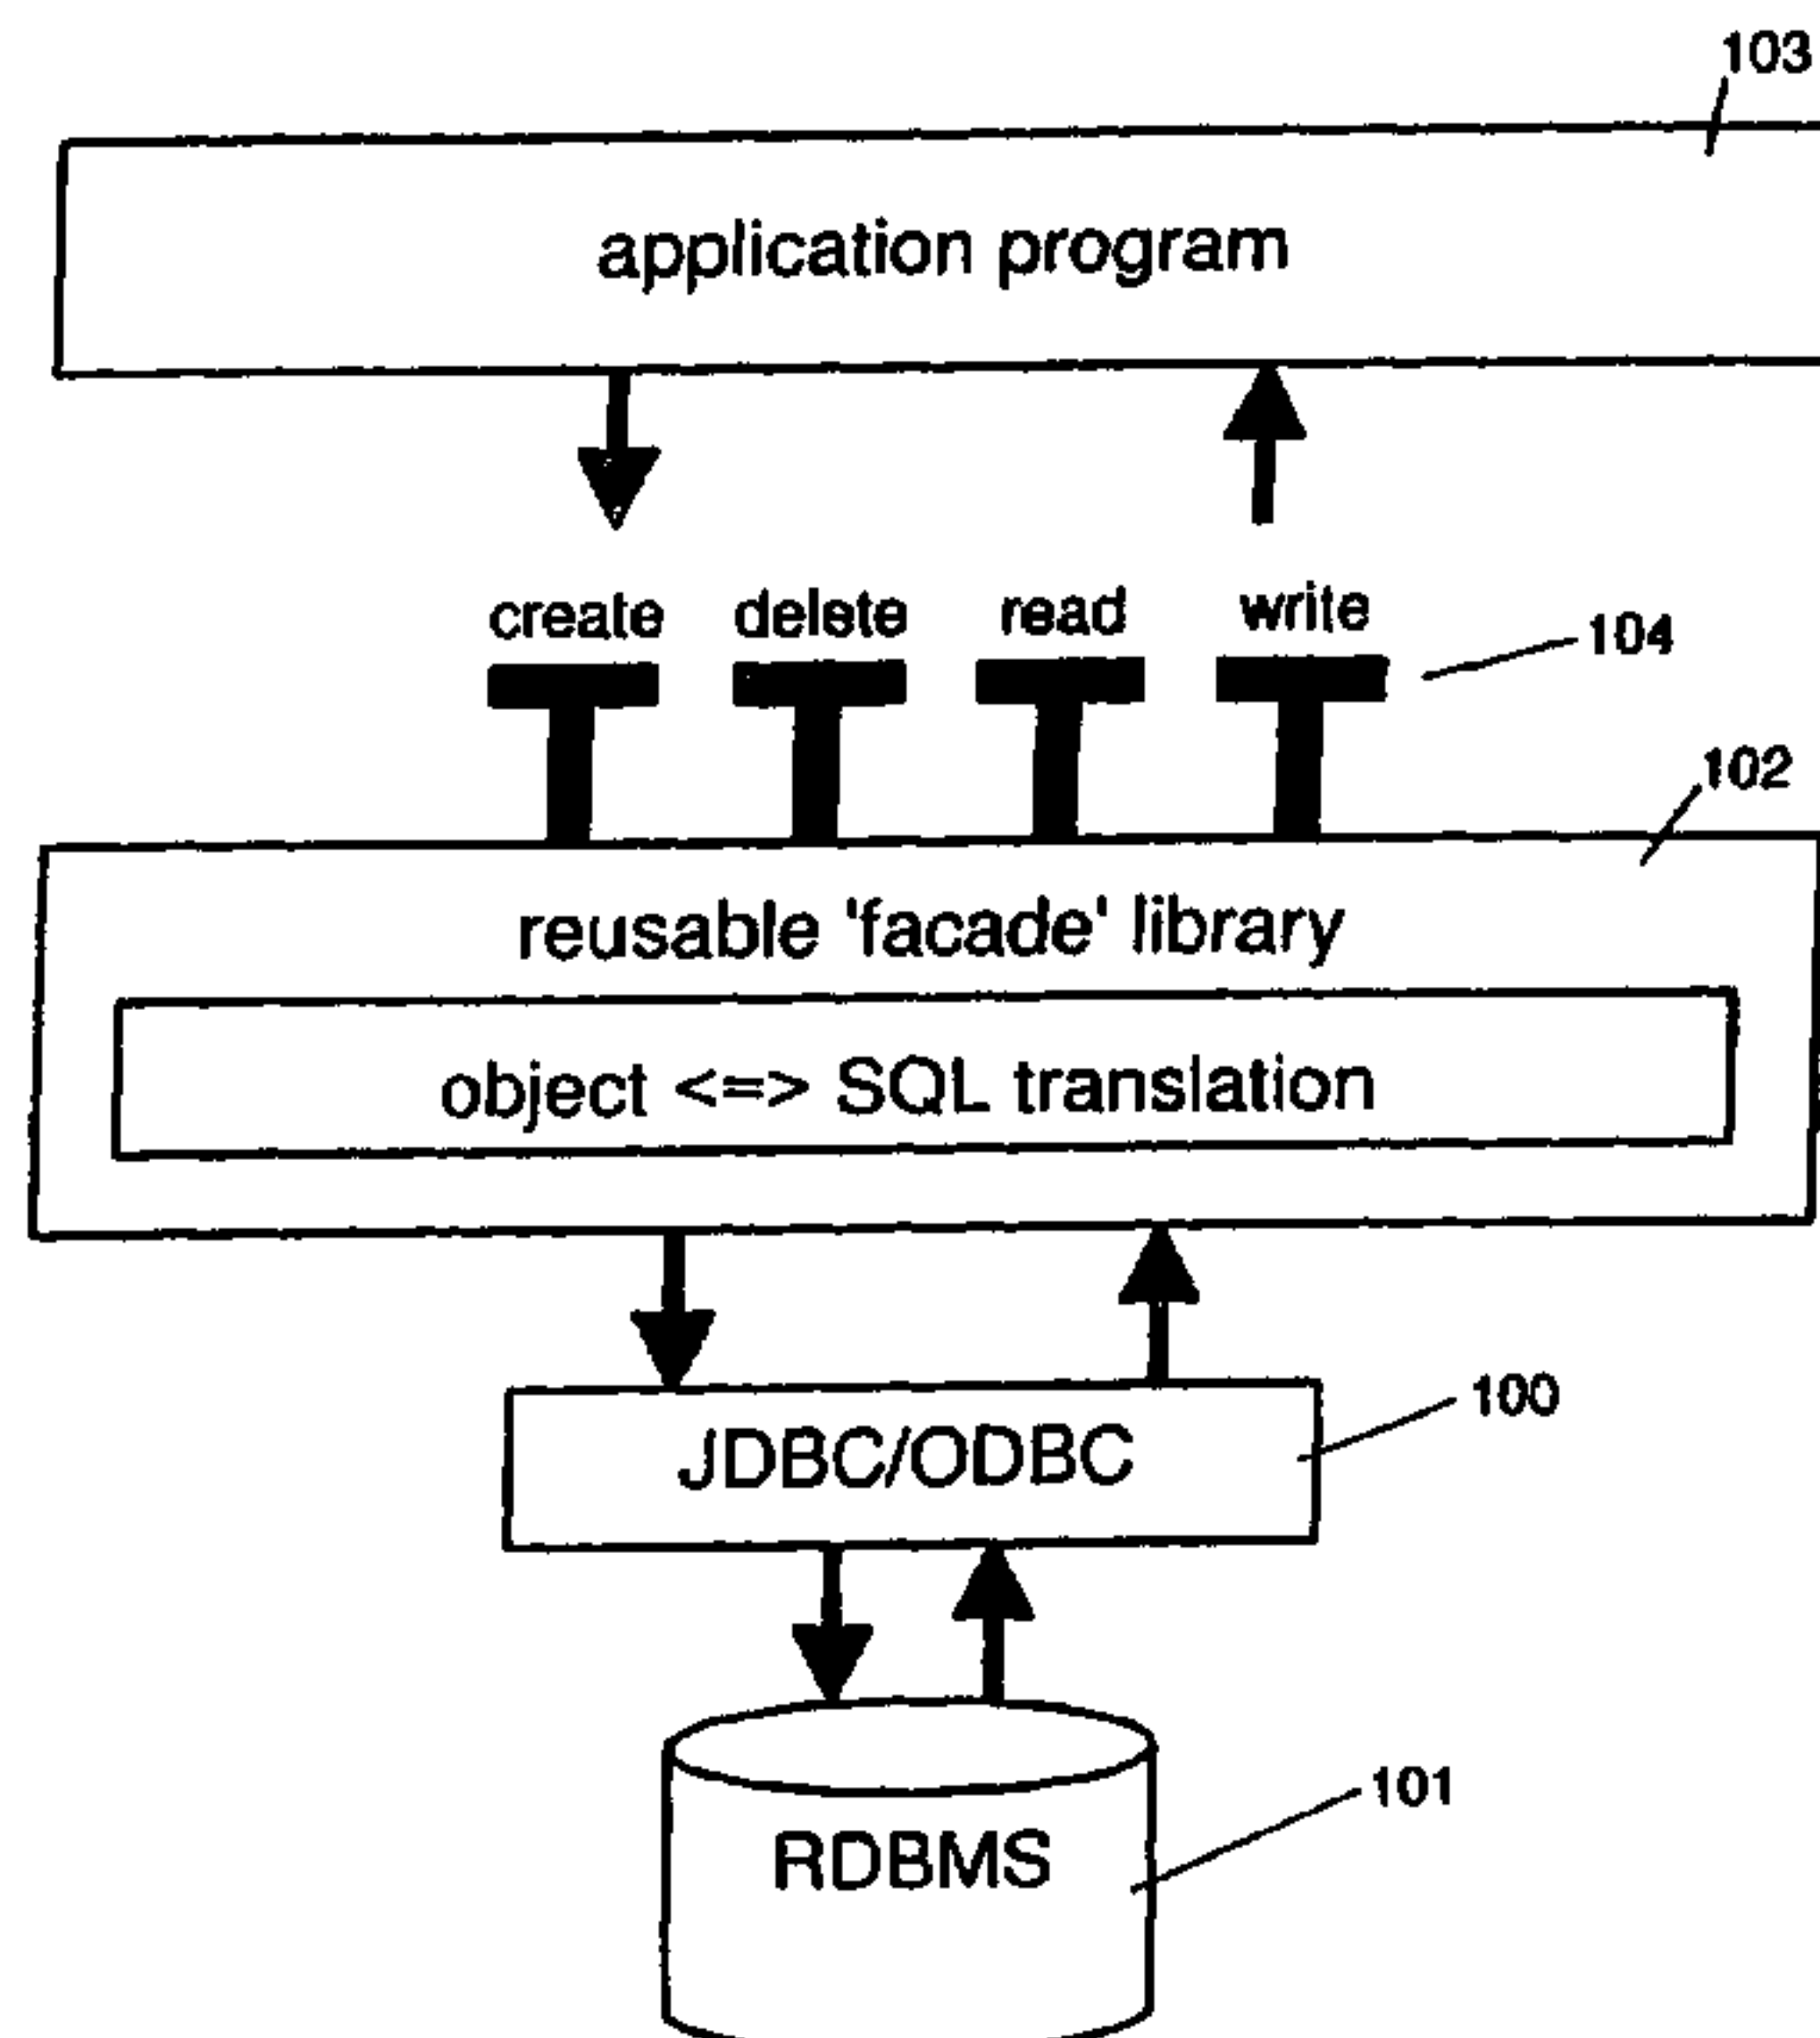 103
application program
create delete read write
104
102
reusable 'facade' library
object <=> SQL translation
100
JDBC/ODBC
101
RDBMS